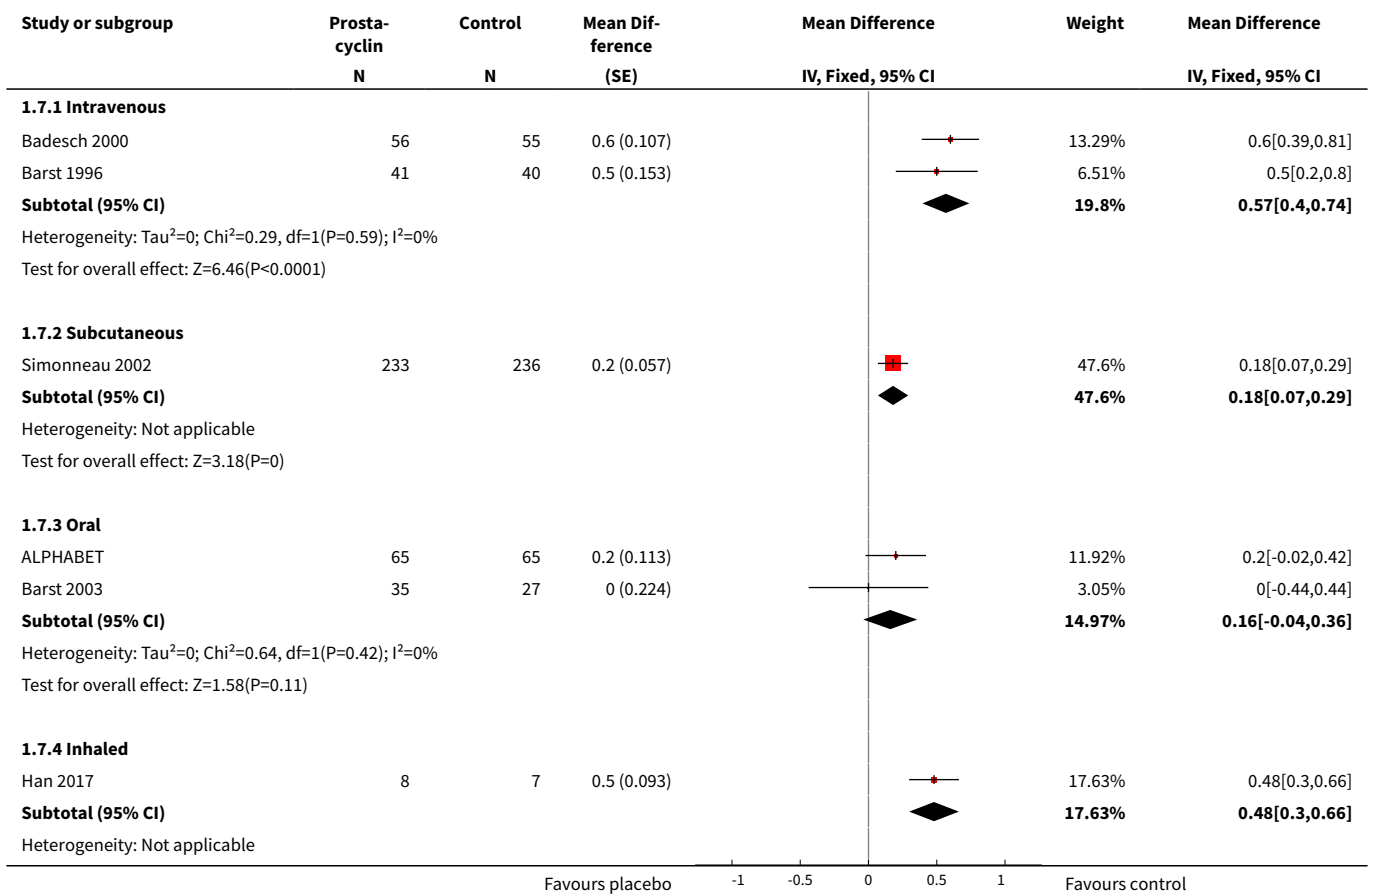 Study or subgroup Prosta- Control Mean Dif- Mean Difference Weight Mean Difference
cyclin ference
N N (SE) IV, Fixed, 95% CI IV, Fixed, 95% CI
1.7.1 Intravenous
Badesch 2000 56 55 0.6 (0.107) 13.29% 0.6[0.39,0.81]
Barst 1996 41 40 0.5 (0.153) 6.51% 0.5[0.2,0.8]
Subtotal (95% CI) 19.8% 0.57[0.4,0.74]
Heterogeneity: Tau²=0; Chi²=0.29, df=1(P=0.59); I²=0%
Test for overall effect: Z=6.46(P<0.0001)
1.7.2 Subcutaneous
Simonneau 2002 233 236 0.2 (0.057) 47.6% 0.18[0.07,0.29]
Subtotal (95% CI) 47.6% 0.18[0.07,0.29]
Heterogeneity: Not applicable
Test for overall effect: Z=3.18(P=0)
1.7.3 Oral
ALPHABET 65 65 0.2 (0.113) 11.92% 0.2[-0.02,0.42]
Barst 2003 35 27 0 (0.224) 3.05% 0[-0.44,0.44]
Subtotal (95% CI) 14.97% 0.16[-0.04,0.36]
Heterogeneity: Tau²=0; Chi²=0.64, df=1(P=0.42); I²=0%
Test for overall effect: Z=1.58(P=0.11)
1.7.4 Inhaled
Han 2017 8 7 0.5 (0.093) 17.63% 0.48[0.3,0.66]
Subtotal (95% CI) 17.63% 0.48[0.3,0.66]
Heterogeneity: Not applicable
Favours placebo -1 -0.5 0 0.5 1 Favours control